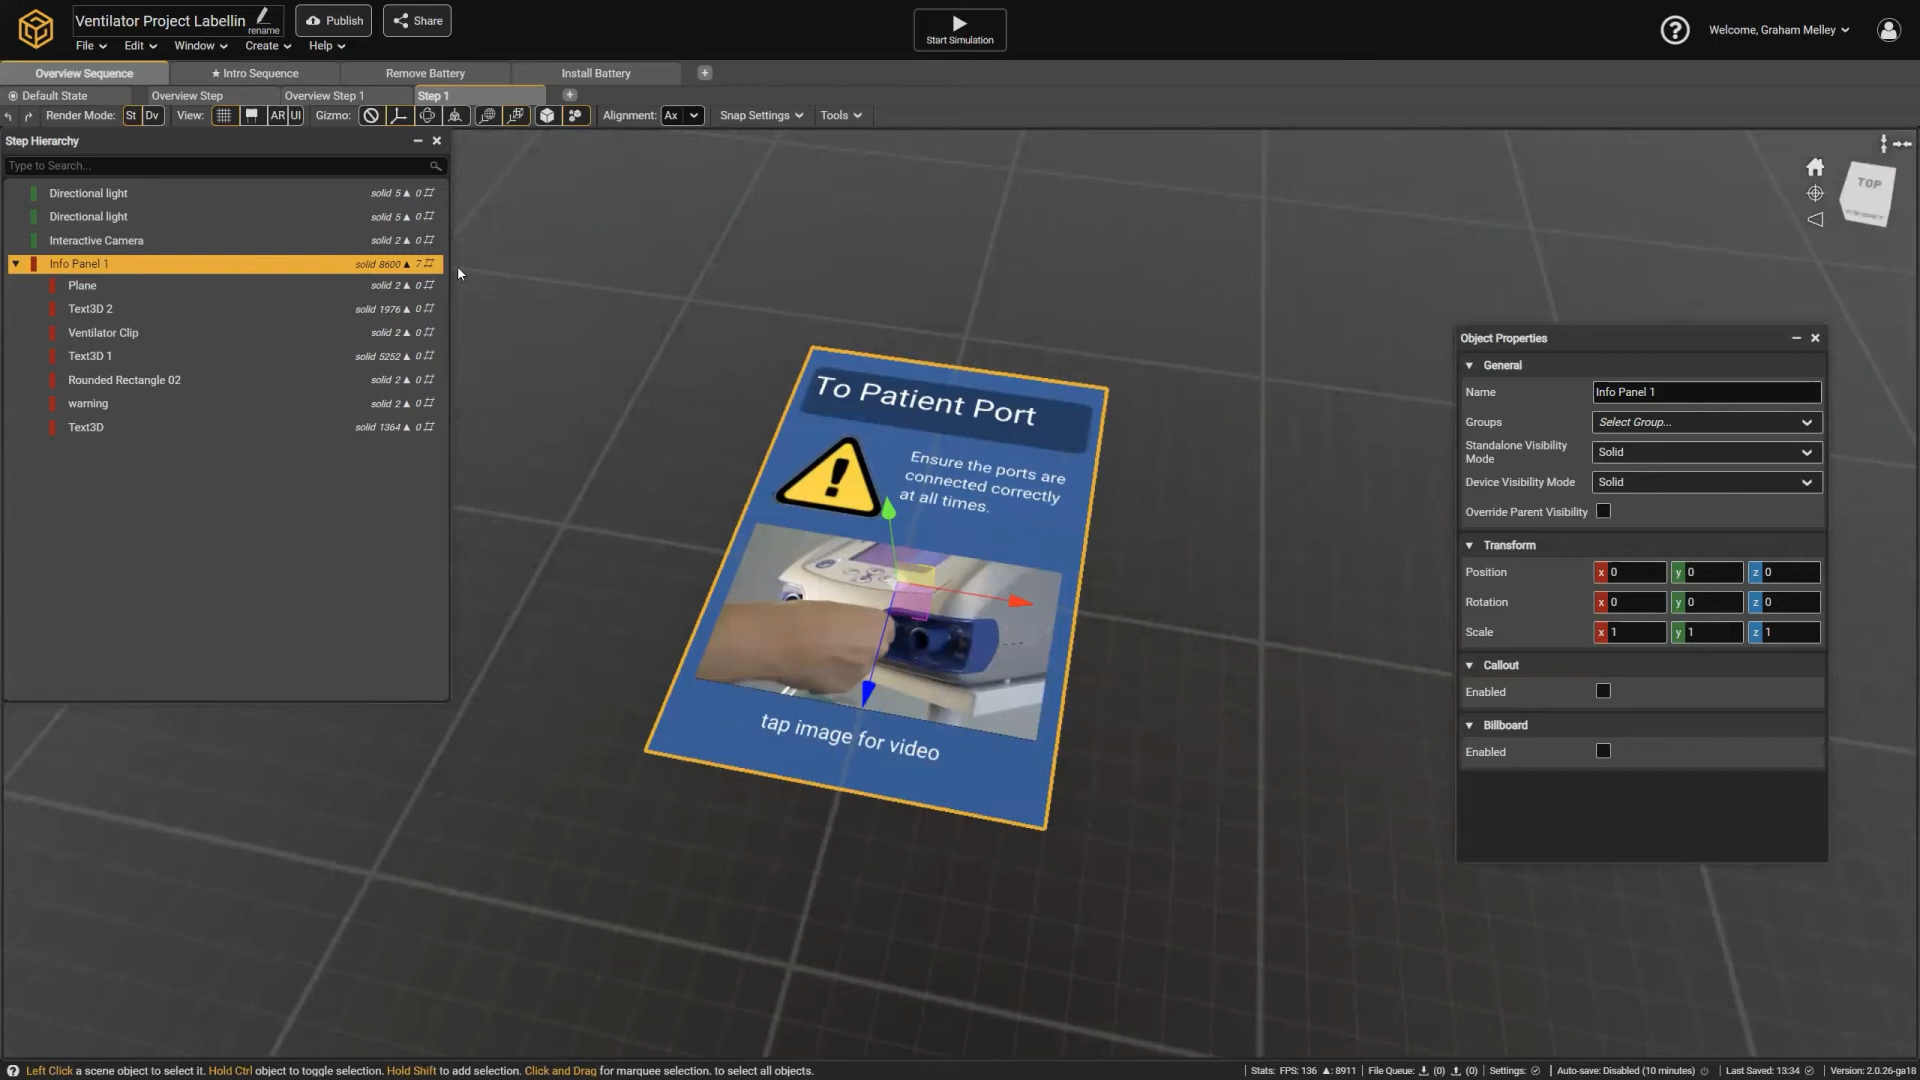 Ventilator Project Labellin
rename
Publish
Share
Start Simulation
Welcome, Graham Melley
File
Edit
Window
Create
Help
Overview Sequence
★ Intro Sequence
Remove Battery
Install Battery
+
Default State
Overview Step
Overview Step 1
Step 1
+
Render Mode:
St
Dv
View:
AR
UI
Gizmo:
Alignment:
Ax
Snap Settings
Tools
Step Hierarchy
Type to Search...
Directional light solid 5 ▲ 0
Directional light solid 5 ▲ 0
Interactive Camera solid 2 ▲ 0
Info Panel 1 solid 8600 ▲ 7
Plane solid 2 ▲ 0
Text3D 2 solid 1976 ▲ 0
Ventilator Clip solid 2 ▲ 0
Text3D 1 solid 5252 ▲ 0
Rounded Rectangle 02 solid 2 ▲ 0
warning solid 2 ▲ 0
Text3D solid 1364 ▲ 0
To Patient Port
Ensure the ports are
connected correctly
at all times.
tap image for video
TOP
Object Properties
General
Name Info Panel 1
Groups Select Group...
Standalone Visibility
Mode
Solid
Device Visibility Mode Solid
Override Parent Visibility
Transform
Position x 0 y 0 z 0
Rotation x 0 y 0 z 0
Scale x 1 y 1 z 1
Callout
Enabled
Billboard
Enabled
Left Click a scene object to select it. Hold Ctrl object to toggle selection. Hold Shift to add selection. Click and Drag for marquee selection. to select all objects.
Stats: FPS: 136 ▲: 8911
File Queue: (0) (0)
Settings:
Auto-save: Disabled (10 minutes)
Last Saved: 13:34
Version: 2.0.26-ga18